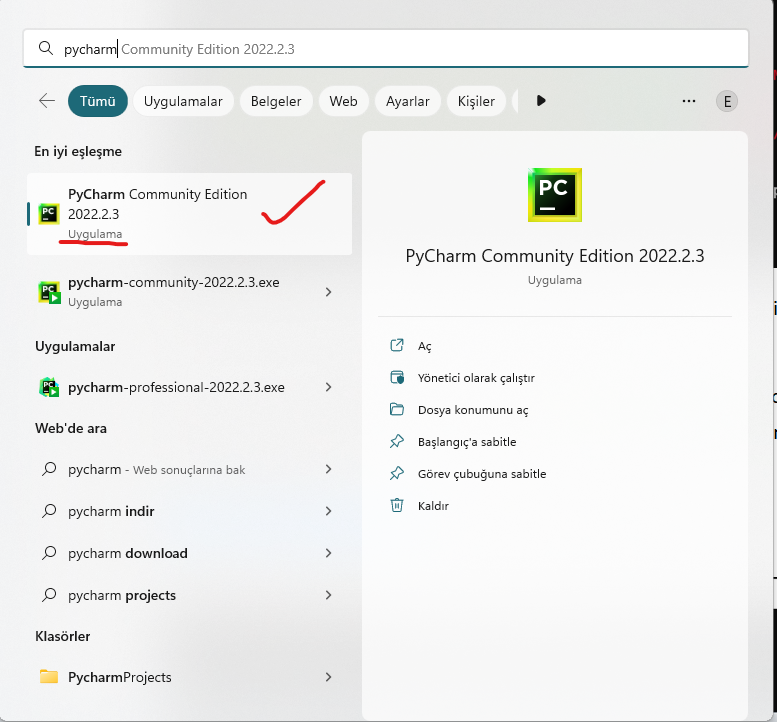 pycharm Community Edition 2022.2.3
Tümü Uygulamalar Belgeler Web Ayarlar Kişiler ... E
En iyi eşleşme
PyCharm Community Edition
2022.2.3
Uygulama
pycharm-community-2022.2.3.exe
Uygulama
Uygulamalar
pycharm-professional-2022.2.3.exe
Web'de ara
pycharm - Web sonuçlarına bak
pycharm indir
pycharm download
pycharm projects
Klasörler
PycharmProjects
PC
PyCharm Community Edition 2022.2.3
Uygulama
Aç
Yönetici olarak çalıştır
Dosya konumunu aç
Başlangıç'a sabitle
Görev çubuğuna sabitle
Kaldır